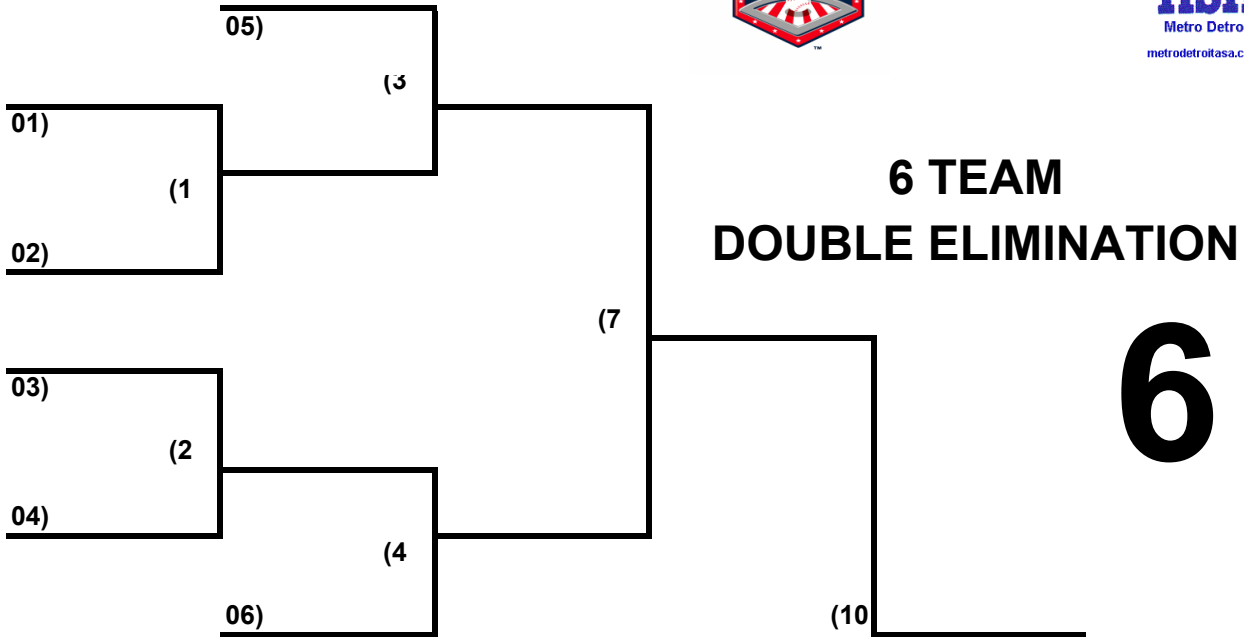 05)
(3
01)
(1
02)
03)
(2
04)
(4
06)
(7
(10
6 TEAM
DOUBLE ELIMINATION
6
TM
Metro Detro
metrodetroitasa.c